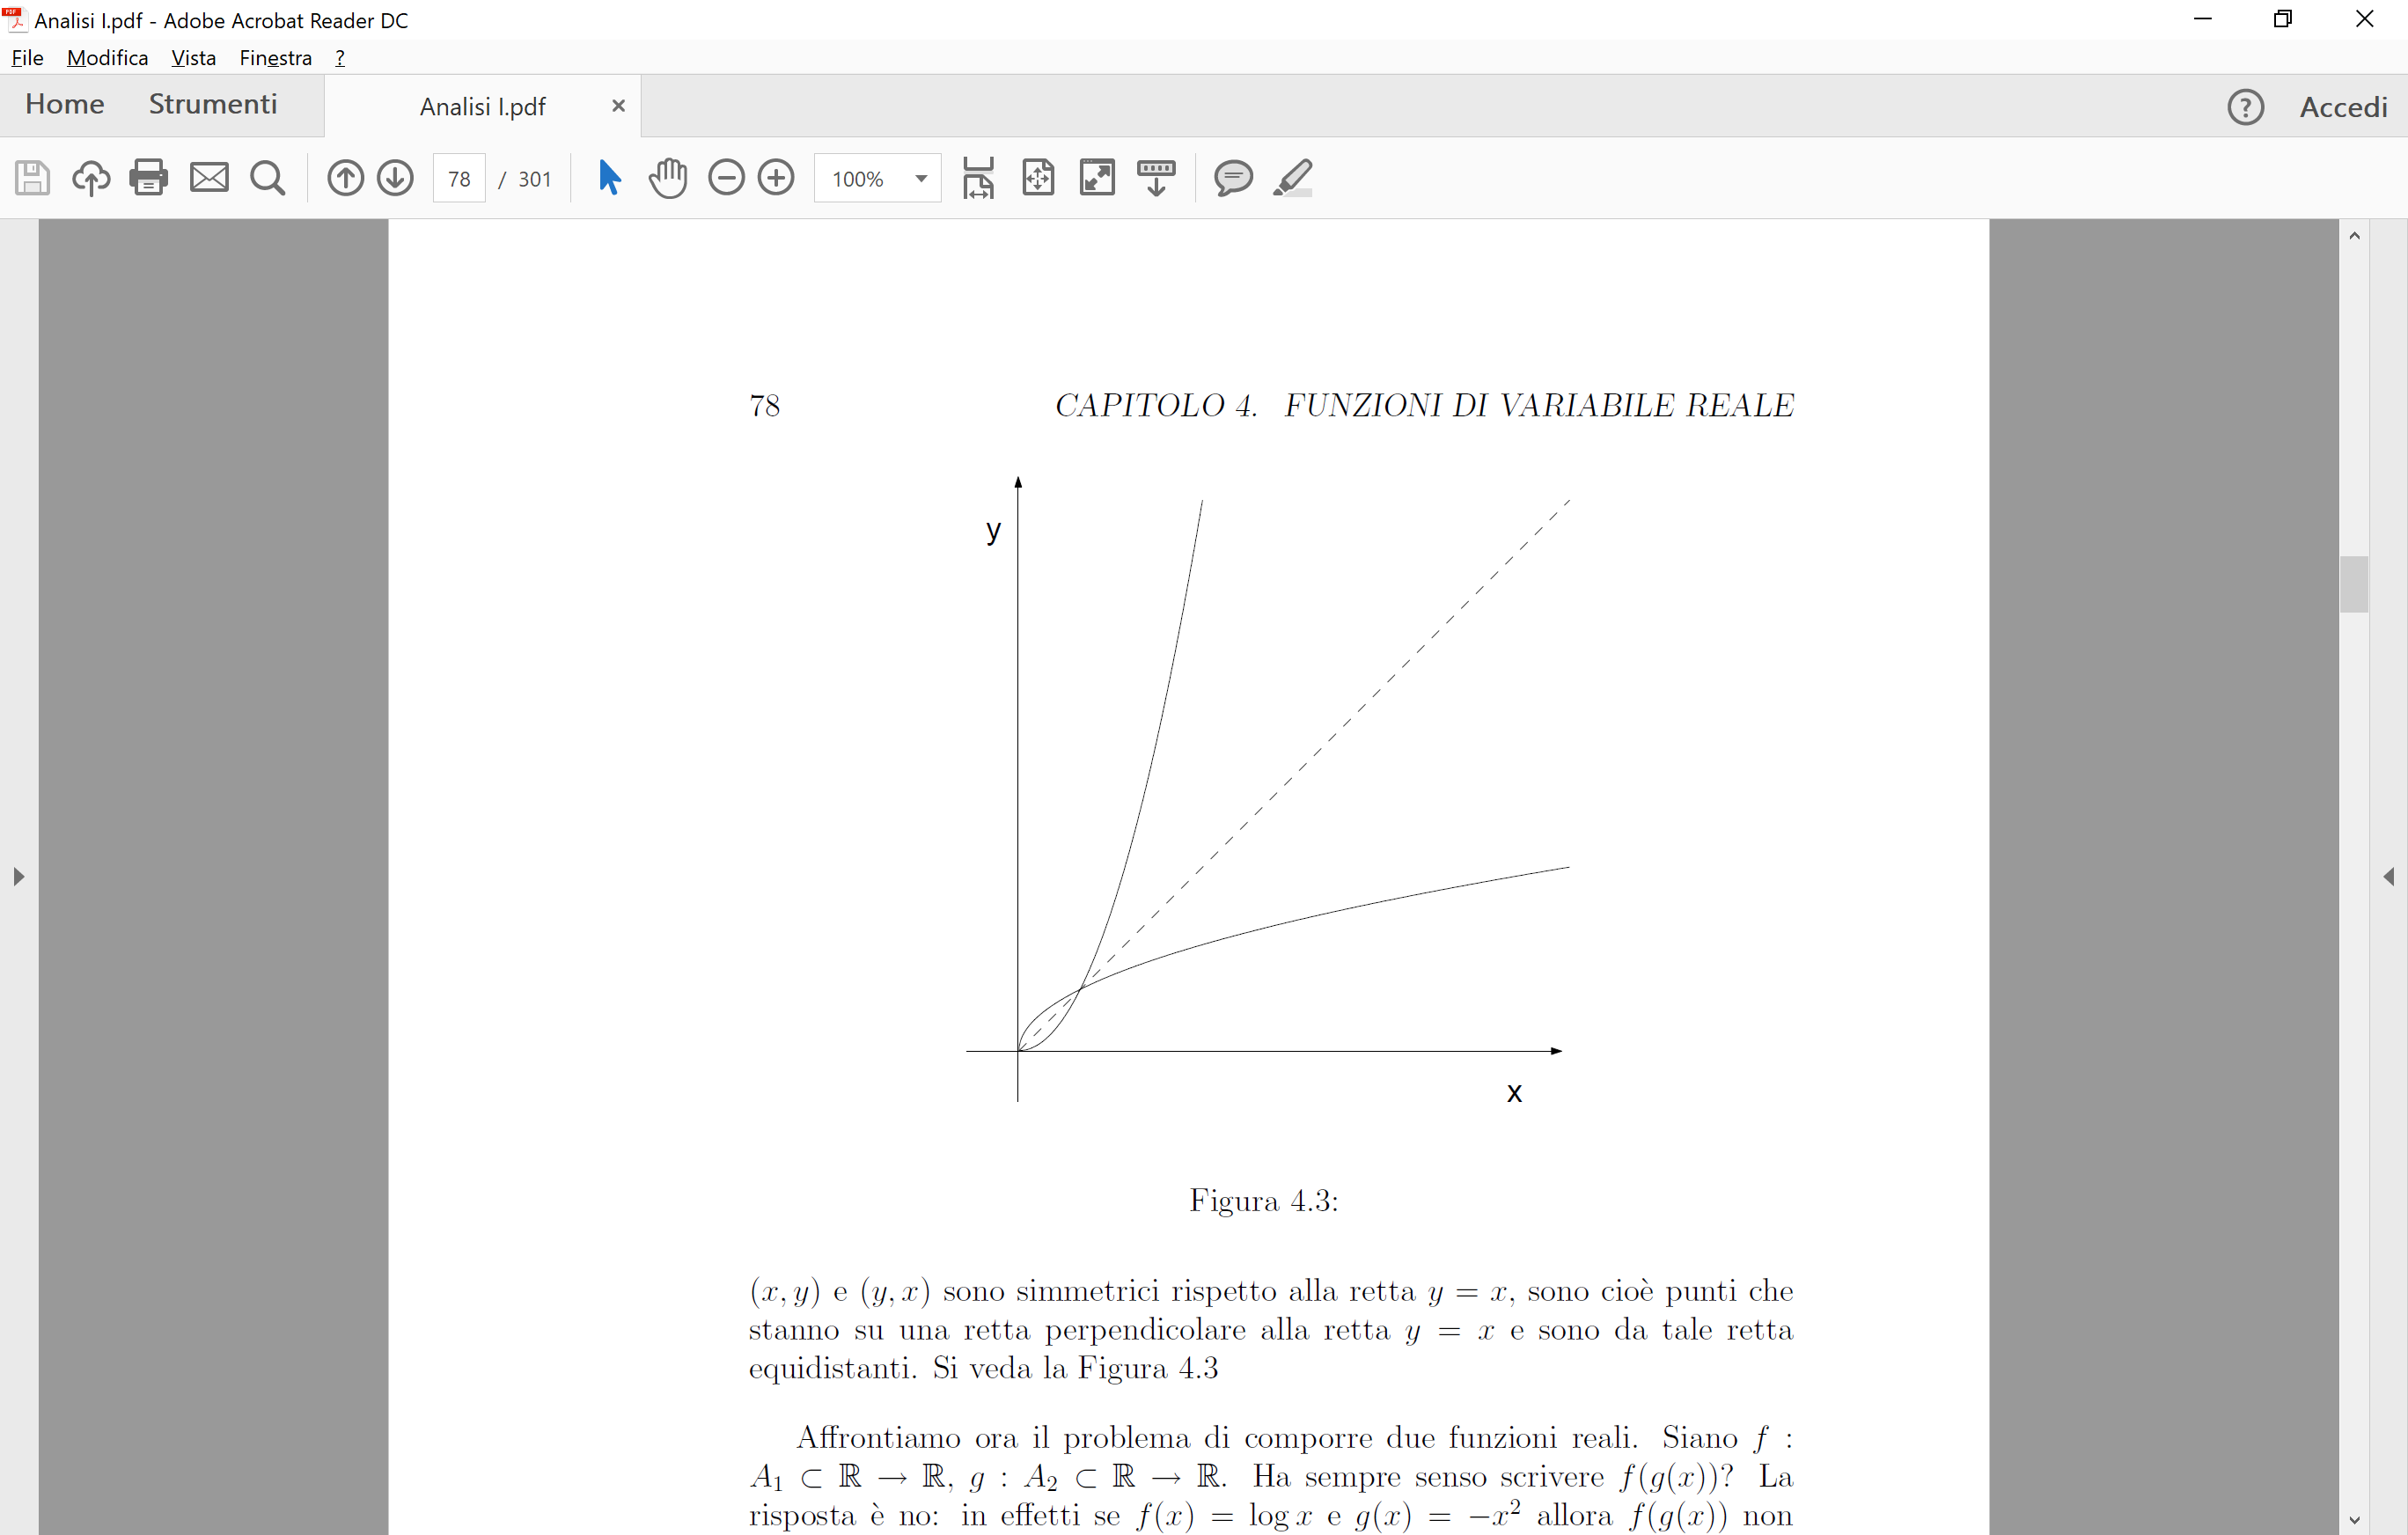 Analisi I.pdf - Adobe Acrobat Reader DC
File Modifica Vista Finestra ?
Home Strumenti Analisi I.pdf × ? Accedi
78 / 301 100%
78 CAPITOLO 4. FUNZIONI DI VARIABILE REALE
y
x
Figura 4.3:
(x, y) e (y, x) sono simmetrici rispetto alla retta y = x, sono cioè punti che
stanno su una retta perpendicolare alla retta y = x e sono da tale retta
equidistanti. Si veda la Figura 4.3
Affrontiamo ora il problema di comporre due funzioni reali. Siano f :
A₁ ⊂ ℝ → ℝ, g : A₂ ⊂ ℝ → ℝ. Ha sempre senso scrivere f(g(x))? La
risposta è no: in effetti se f(x) = log x e g(x) = −x² allora f(g(x)) non